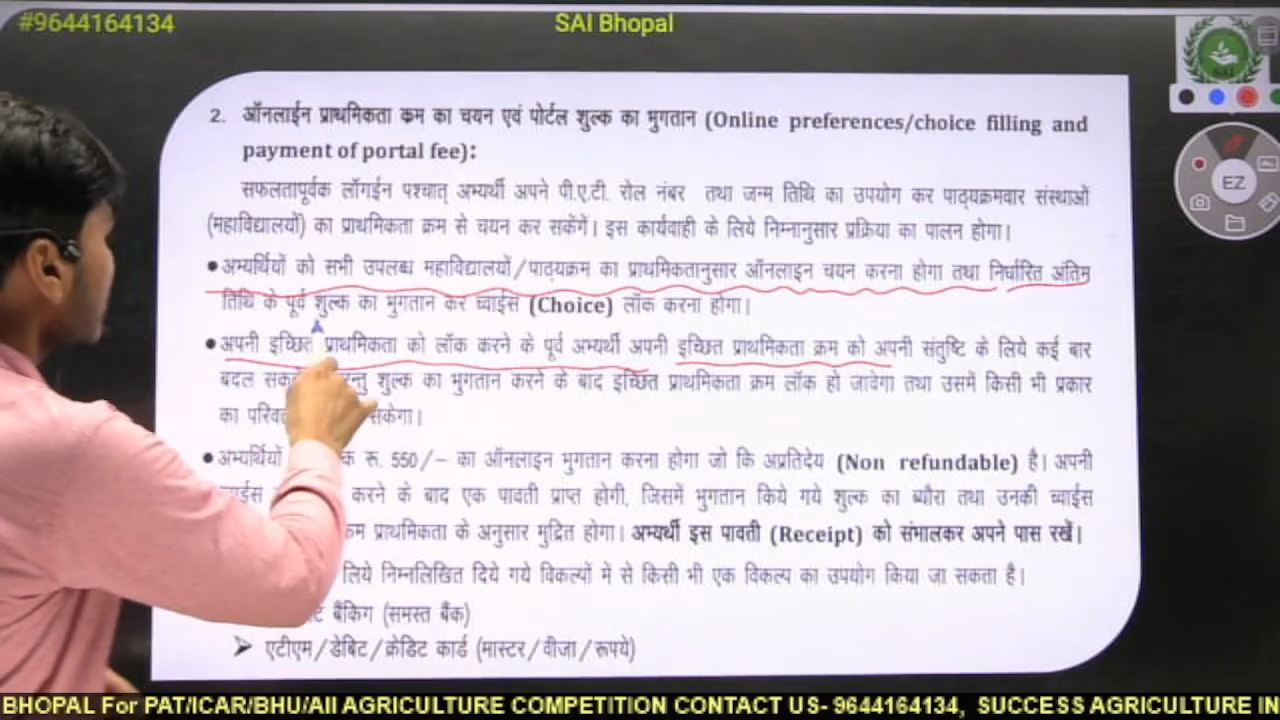 #9644164134
SAI Bhopal
SAI
EZ
2. ऑनलाईन प्राथमिकता क्रम का चयन एवं पोर्टल शुल्क का भुगतान (Online preferences/choice filling and
payment of portal fee):
सफलतापूर्वक लॉगईन पश्चात् अभ्यर्थी अपने पी.ए.टी. रोल नंबर तथा जन्म तिथि का उपयोग कर पाठ्यक्रमवार संस्थाओं
(महाविद्यालयों) का प्राथमिकता क्रम से चयन कर सकेंगें। इस कार्यवाही के लिये निम्नानुसार प्रक्रिया का पालन होगा।
• अभ्यर्थियों को सभी उपलब्ध महाविद्यालयों/पाठ्यक्रम का प्राथमिकतानुसार ऑनलाइन चयन करना होगा तथा निर्धारित अंतिम
तिथि के पूर्व शुल्क का भुगतान कर च्वाईस (Choice) लॉक करना होगा।
• अपनी इच्छित प्राथमिकता को लॉक करने के पूर्व अभ्यर्थी अपनी इच्छित प्राथमिकता क्रम को अपनी संतुष्टि के लिये कई बार
बदल शुल्क का भुगतान करने के बाद इच्छित प्राथमिकता क्रम लॉक हो जावेगा तथा उसमें किसी भी प्रकार
का सकेगा।
• अभ्यर्थियों रू. 550/– का ऑनलाइन भुगतान करना होगा जो कि अप्रतिदेय (Non refundable) है। अपनी
करने के बाद एक पावती प्राप्त होगी, जिसमें भुगतान किये गये शुल्क का ब्यौरा तथा उनकी च्वाईस
प्राथमिकता के अनुसार मुद्रित होगा। अभ्यर्थी इस पावती (Receipt) को संभालकर अपने पास रखें।
लिये निम्नलिखित दिये गये विकल्पों में से किसी भी एक विकल्प का उपयोग किया जा सकता है।
बैंकिग (समस्त बैंक)
➤ एटीएम/डेबिट/क्रेडिट कार्ड (मास्टर/वीजा/रूपये)
BHOPAL For PAT/ICAR/BHU/All AGRICULTURE COMPETITION CONTACT US- 9644164134, SUCCESS AGRICULTURE IN